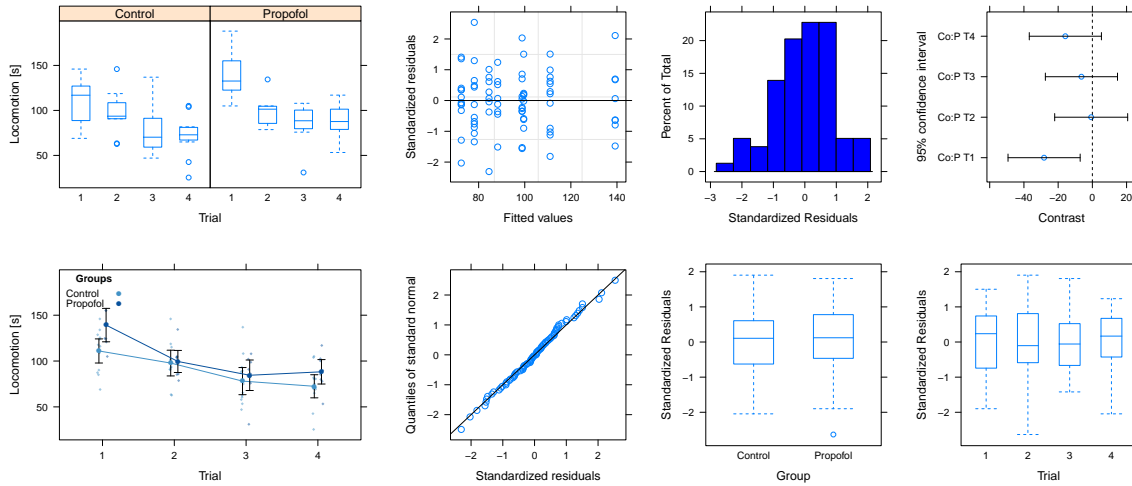 Control Propofol
Locomotion [s]
150
100
50
1 2 3 4 1 2 3 4
Trial
Standardized residuals
2
1
0
−1
−2
80 100 120 140
Fitted values
Percent of Total
20
15
10
5
0
−3 −2 −1 0 1 2
Standardized Residuals
95% confidence interval
Co:P T4
Co:P T3
Co:P T2
Co:P T1
−40 0 20
Contrast
Groups
Control
Propofol
Locomotion [s]
150
100
50
1 2 3 4
Trial
Quantiles of standard normal
2
1
0
−1
−2
−2 −1 0 1 2
Standardized residuals
Standardized Residuals
2
1
0
−1
−2
Control Propofol
Group
Standardized Residuals
2
1
0
−1
−2
1 2 3 4
Trial